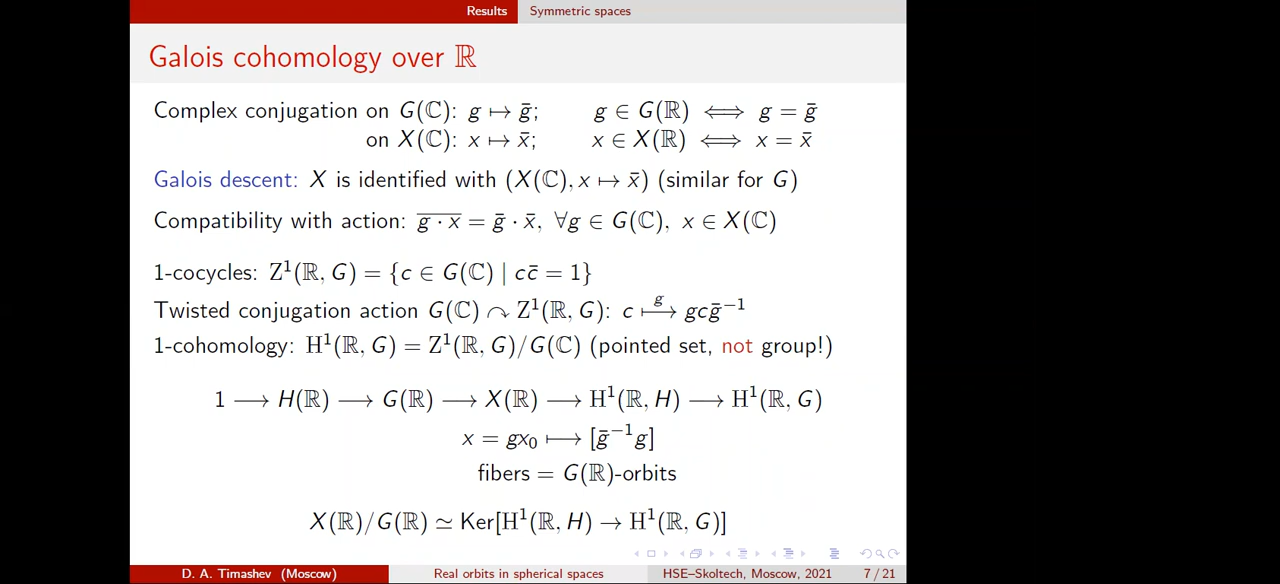 Results Symmetric spaces
Galois cohomology over ℝ
Complex conjugation on G(ℂ): g ↦ ḡ; g ∈ G(ℝ) ⟺ g = ḡ
on X(ℂ): x ↦ x̄; x ∈ X(ℝ) ⟺ x = x̄
Galois descent: X is identified with (X(ℂ), x ↦ x̄) (similar for G)
Compatibility with action: \overline{g · x} = ḡ · x̄, ∀g ∈ G(ℂ), x ∈ X(ℂ)
1-cocycles: Z¹(ℝ, G) = {c ∈ G(ℂ) | cc̄ = 1}
Twisted conjugation action G(ℂ) ↷ Z¹(ℝ, G): c \overset{g}{⟼} gcḡ⁻¹
1-cohomology: H¹(ℝ, G) = Z¹(ℝ, G)/G(ℂ) (pointed set, not group!)
1 ⟶ H(ℝ) ⟶ G(ℝ) ⟶ X(ℝ) ⟶ H¹(ℝ, H) ⟶ H¹(ℝ, G)
x = gx₀ ⟼ [ḡ⁻¹g]
fibers = G(ℝ)-orbits
X(ℝ)/G(ℝ) ≃ Ker[H¹(ℝ, H) → H¹(ℝ, G)]
D. A. Timashev (Moscow) Real orbits in spherical spaces HSE–Skoltech, Moscow, 2021 7 / 21